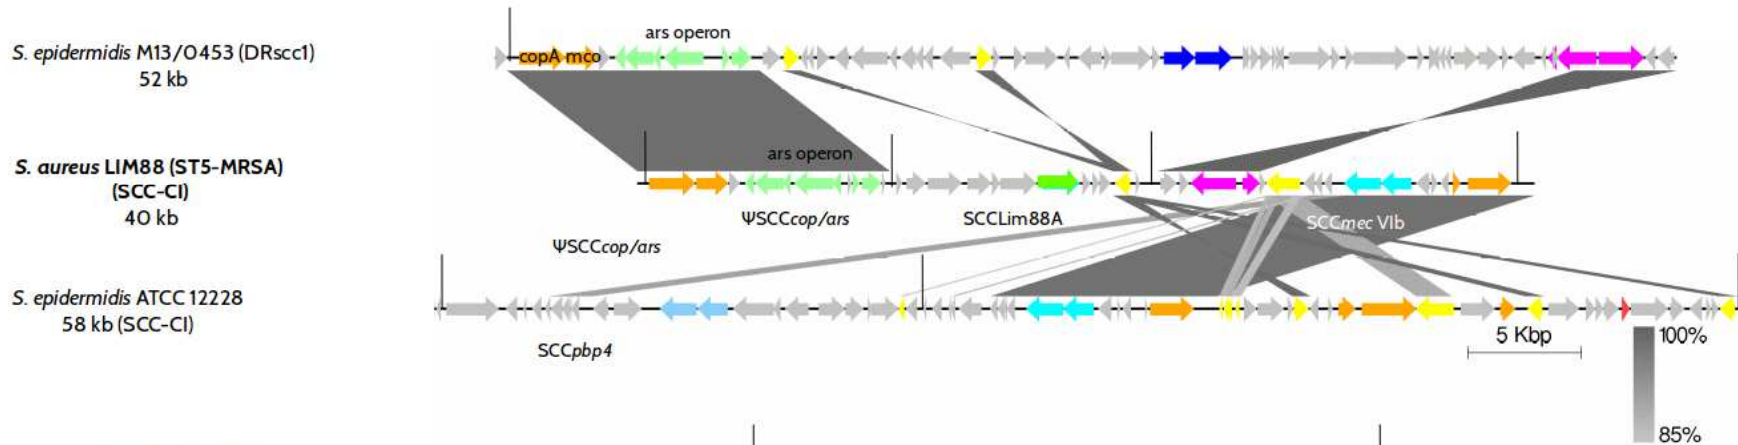 S. epidermidis M13/0453 (DRscc1)
52 kb
copA mco
ars operon
S. aureus LIM88 (ST5-MRSA)
(SCC-CI)
40 kb
ars operon
ΨSCCcop/ars
SCCLim88A
SCCmec VIb
ΨSCCcop/ars
S. epidermidis ATCC 12228
58 kb (SCC-CI)
SCCpbp4
5 Kbp
100%
85%